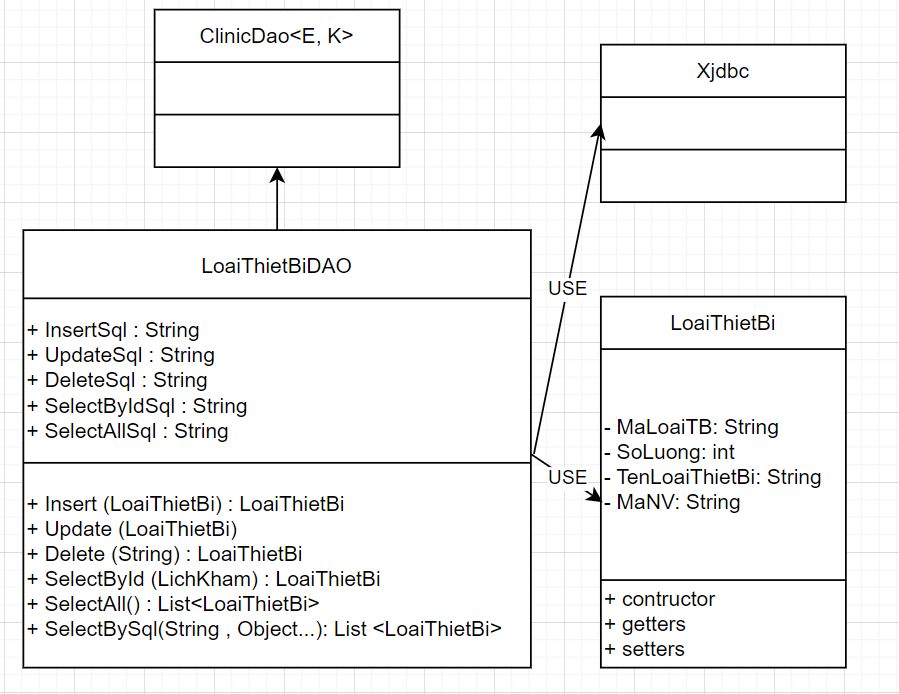 ClinicDao<E, K>
Xjdbc
LoaiThietBiDAO
+ InsertSql : String
+ UpdateSql : String
+ DeleteSql : String
+ SelectByIdSql : String
+ SelectAllSql : String
+ Insert (LoaiThietBi) : LoaiThietBi
+ Update (LoaiThietBi)
+ Delete (String) : LoaiThietBi
+ SelectById (LichKham) : LoaiThietBi
+ SelectAll() : List<LoaiThietBi>
+ SelectBySql(String , Object...): List <LoaiThietBi>
USE
USE
LoaiThietBi
- MaLoaiTB: String
- SoLuong: int
- TenLoaiThietBi: String
- MaNV: String
+ contructor
+ getters
+ setters